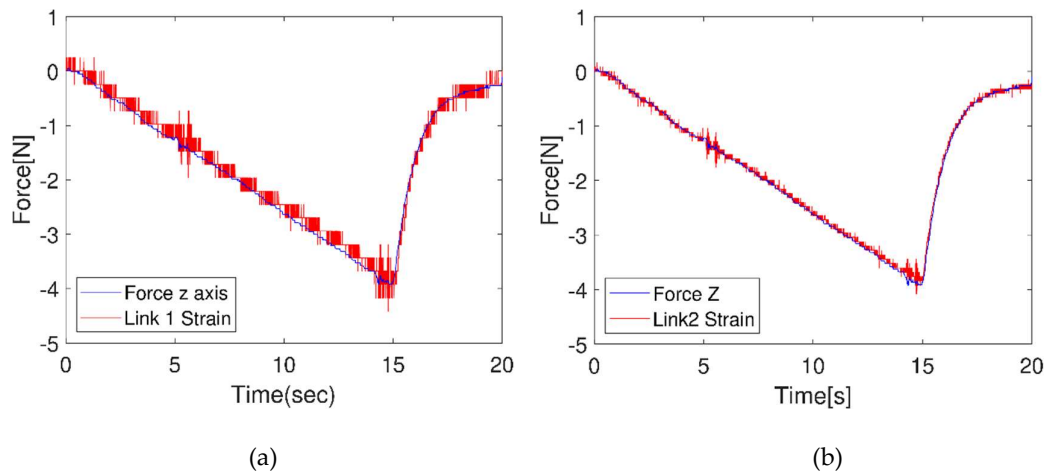 1
0
-1
-2
-3
-4
-5
Force[N]
Force z axis
Link 1 Strain
0 5 10 15 20
Time(sec)
(a)
1
0
-1
-2
-3
-4
-5
Force[N]
Force Z
Link2 Strain
0 5 10 15 20
Time[s]
(b)